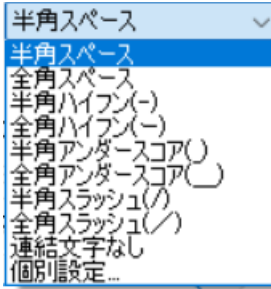 半角スペース
半角スペース
全角スペース
半角ハイフン(-)
全角ハイフン(－)
半角アンダースコア(_)
全角アンダースコア(＿)
半角スラッシュ(/)
全角スラッシュ(／)
連結文字なし
個別設定...